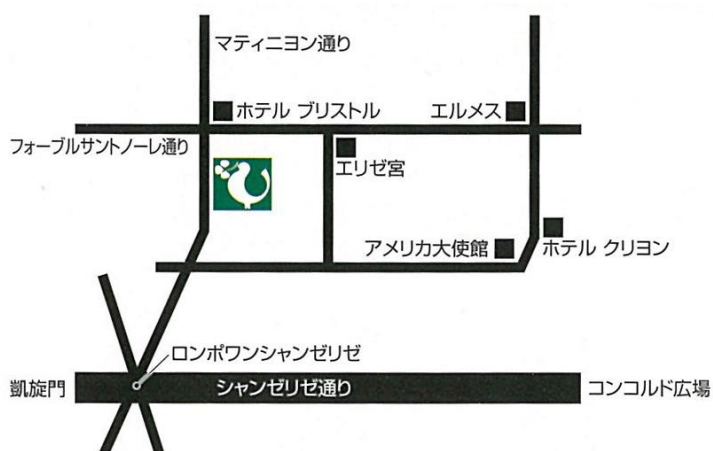 マティニヨン通り
ホテル ブリストル
エルメス
フォーブルサントノーレ通り
エリゼ宮
アメリカ大使館
ホテル クリヨン
ロンポワンシャンゼリゼ
凱旋門
シャンゼリゼ通り
コンコルド広場